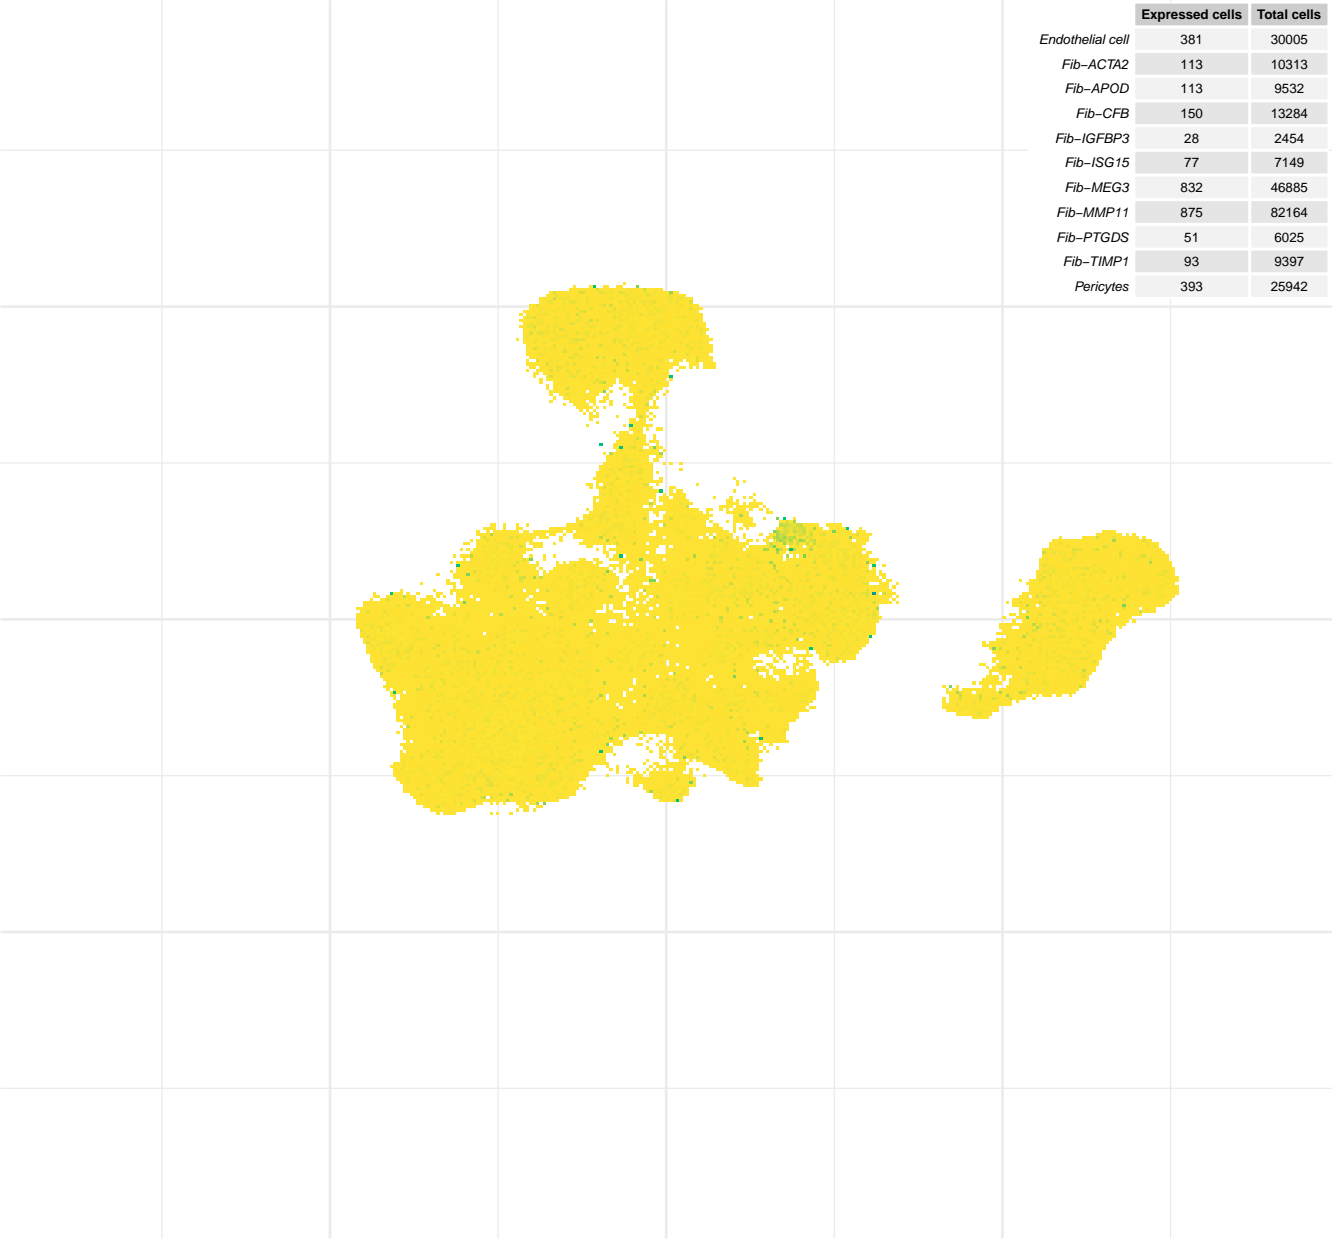 Expressed cells Total cells
Endothelial cell 381 30005
Fib−ACTA2 113 10313
Fib−APOD 113 9532
Fib−CFB 150 13284
Fib−IGFBP3 28 2454
Fib−ISG15 77 7149
Fib−MEG3 832 46885
Fib−MMP11 875 82164
Fib−PTGDS 51 6025
Fib−TIMP1 93 9397
Pericytes 393 25942